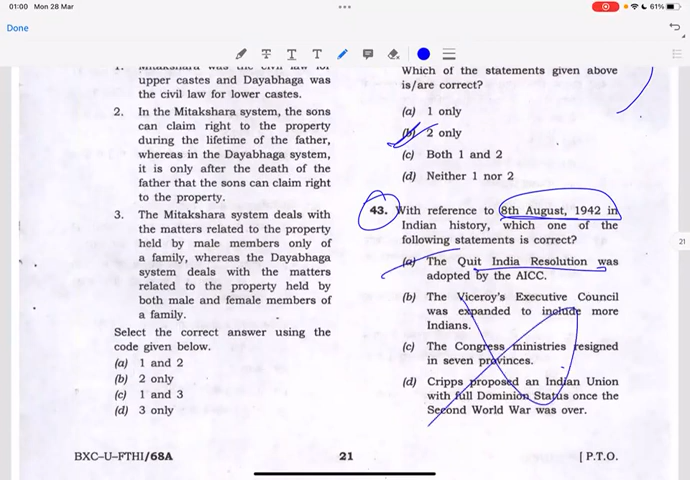 01:00 Mon 28 Mar
61%
Done
T T T
upper castes and Dayabhaga was
the civil law for lower castes.
2. In the Mitakshara system, the sons
can claim right to the property
during the lifetime of the father,
whereas in the Dayabhaga system,
it is only after the death of the
father that the sons can claim right
to the property.
3. The Mitakshara system deals with
the matters related to the property
held by male members only of
a family, whereas the Dayabhaga
system deals with the matters
related to the property held by
both male and female members of
a family.
Select the correct answer using the
code given below.
(a) 1 and 2
(b) 2 only
(c) 1 and 3
(d) 3 only
Which of the statements given above
is/are correct?
(a) 1 only
(b) 2 only
(c) Both 1 and 2
(d) Neither 1 nor 2
43. With reference to 8th August, 1942 in
Indian history, which one of the
following statements is correct?
(a) The Quit India Resolution was
adopted by the AICC.
(b) The Viceroy's Executive Council
was expanded to include more
Indians.
(c) The Congress ministries resigned
in seven provinces.
(d) Cripps proposed an Indian Union
with full Dominion Status once the
Second World War was over.
21
BXC-U-FTHI/68A
21
[ P.T.O.